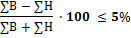 (∑В − ∑Н)/(∑В + ∑Н) · 100 ≤ 5%